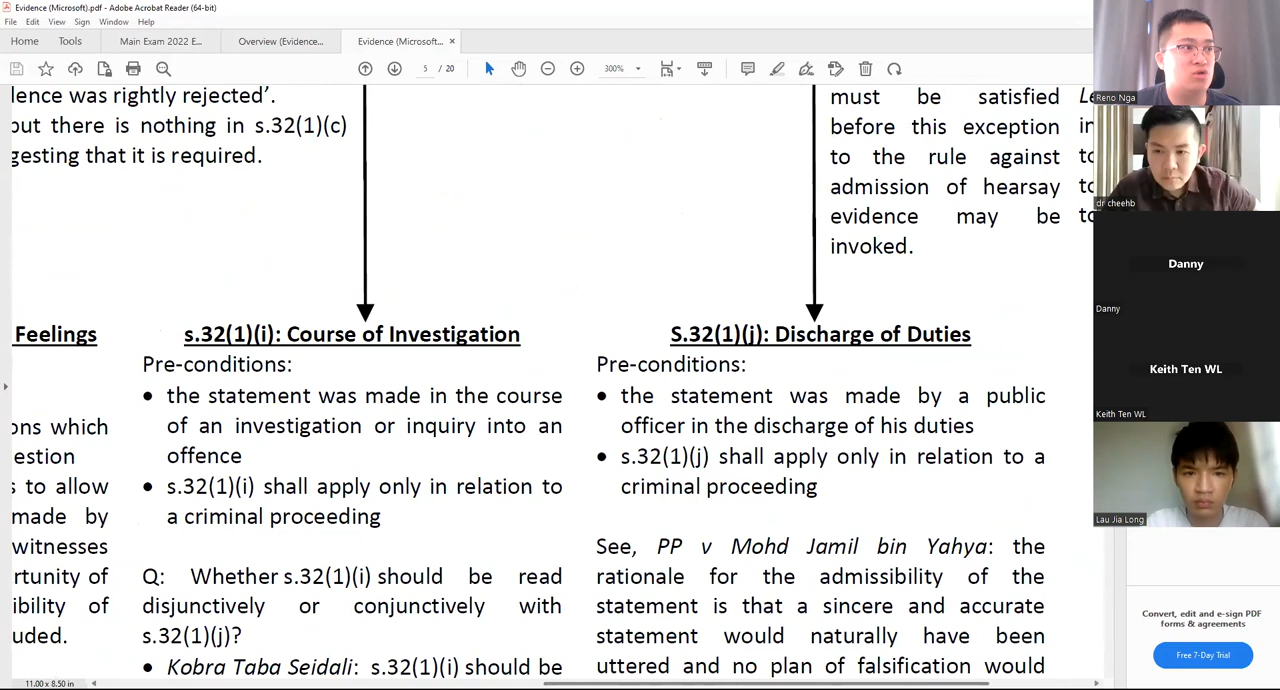 Evidence (Microsoft).pdf - Adobe Acrobat Reader (64-bit)
File Edit View Sign Window Help
Home Tools Main Exam 2022 E... Overview (Evidence... Evidence (Microsoft... ×
5 / 20 300%
lence was rightly rejected’.
but there is nothing in s.32(1)(c)
gesting that it is required.
must be satisfied
before this exception
to the rule against
admission of hearsay
evidence may be
invoked.
Le
in
to
to
to
Feelings
ons which
estion
s to allow
made by
witnesses
rtunity of
ibility of
uded.
s.32(1)(i): Course of Investigation
Pre-conditions:
• the statement was made in the course
of an investigation or inquiry into an
offence
• s.32(1)(i) shall apply only in relation to
a criminal proceeding
Q: Whether s.32(1)(i) should be read
disjunctively or conjunctively with
s.32(1)(j)?
• Kobra Taba Seidali: s.32(1)(i) should be
S.32(1)(j): Discharge of Duties
Pre-conditions:
• the statement was made by a public
officer in the discharge of his duties
• s.32(1)(j) shall apply only in relation to a
criminal proceeding
See, PP v Mohd Jamil bin Yahya: the
rationale for the admissibility of the
statement is that a sincere and accurate
statement would naturally have been
uttered and no plan of falsification would
11.00 x 8.50 in
Reno Nga
dr cheehb
Danny
Danny
Keith Ten WL
Keith Ten WL
Lau Jia Long
Convert, edit and e-sign PDF
forms & agreements
Free 7-Day Trial